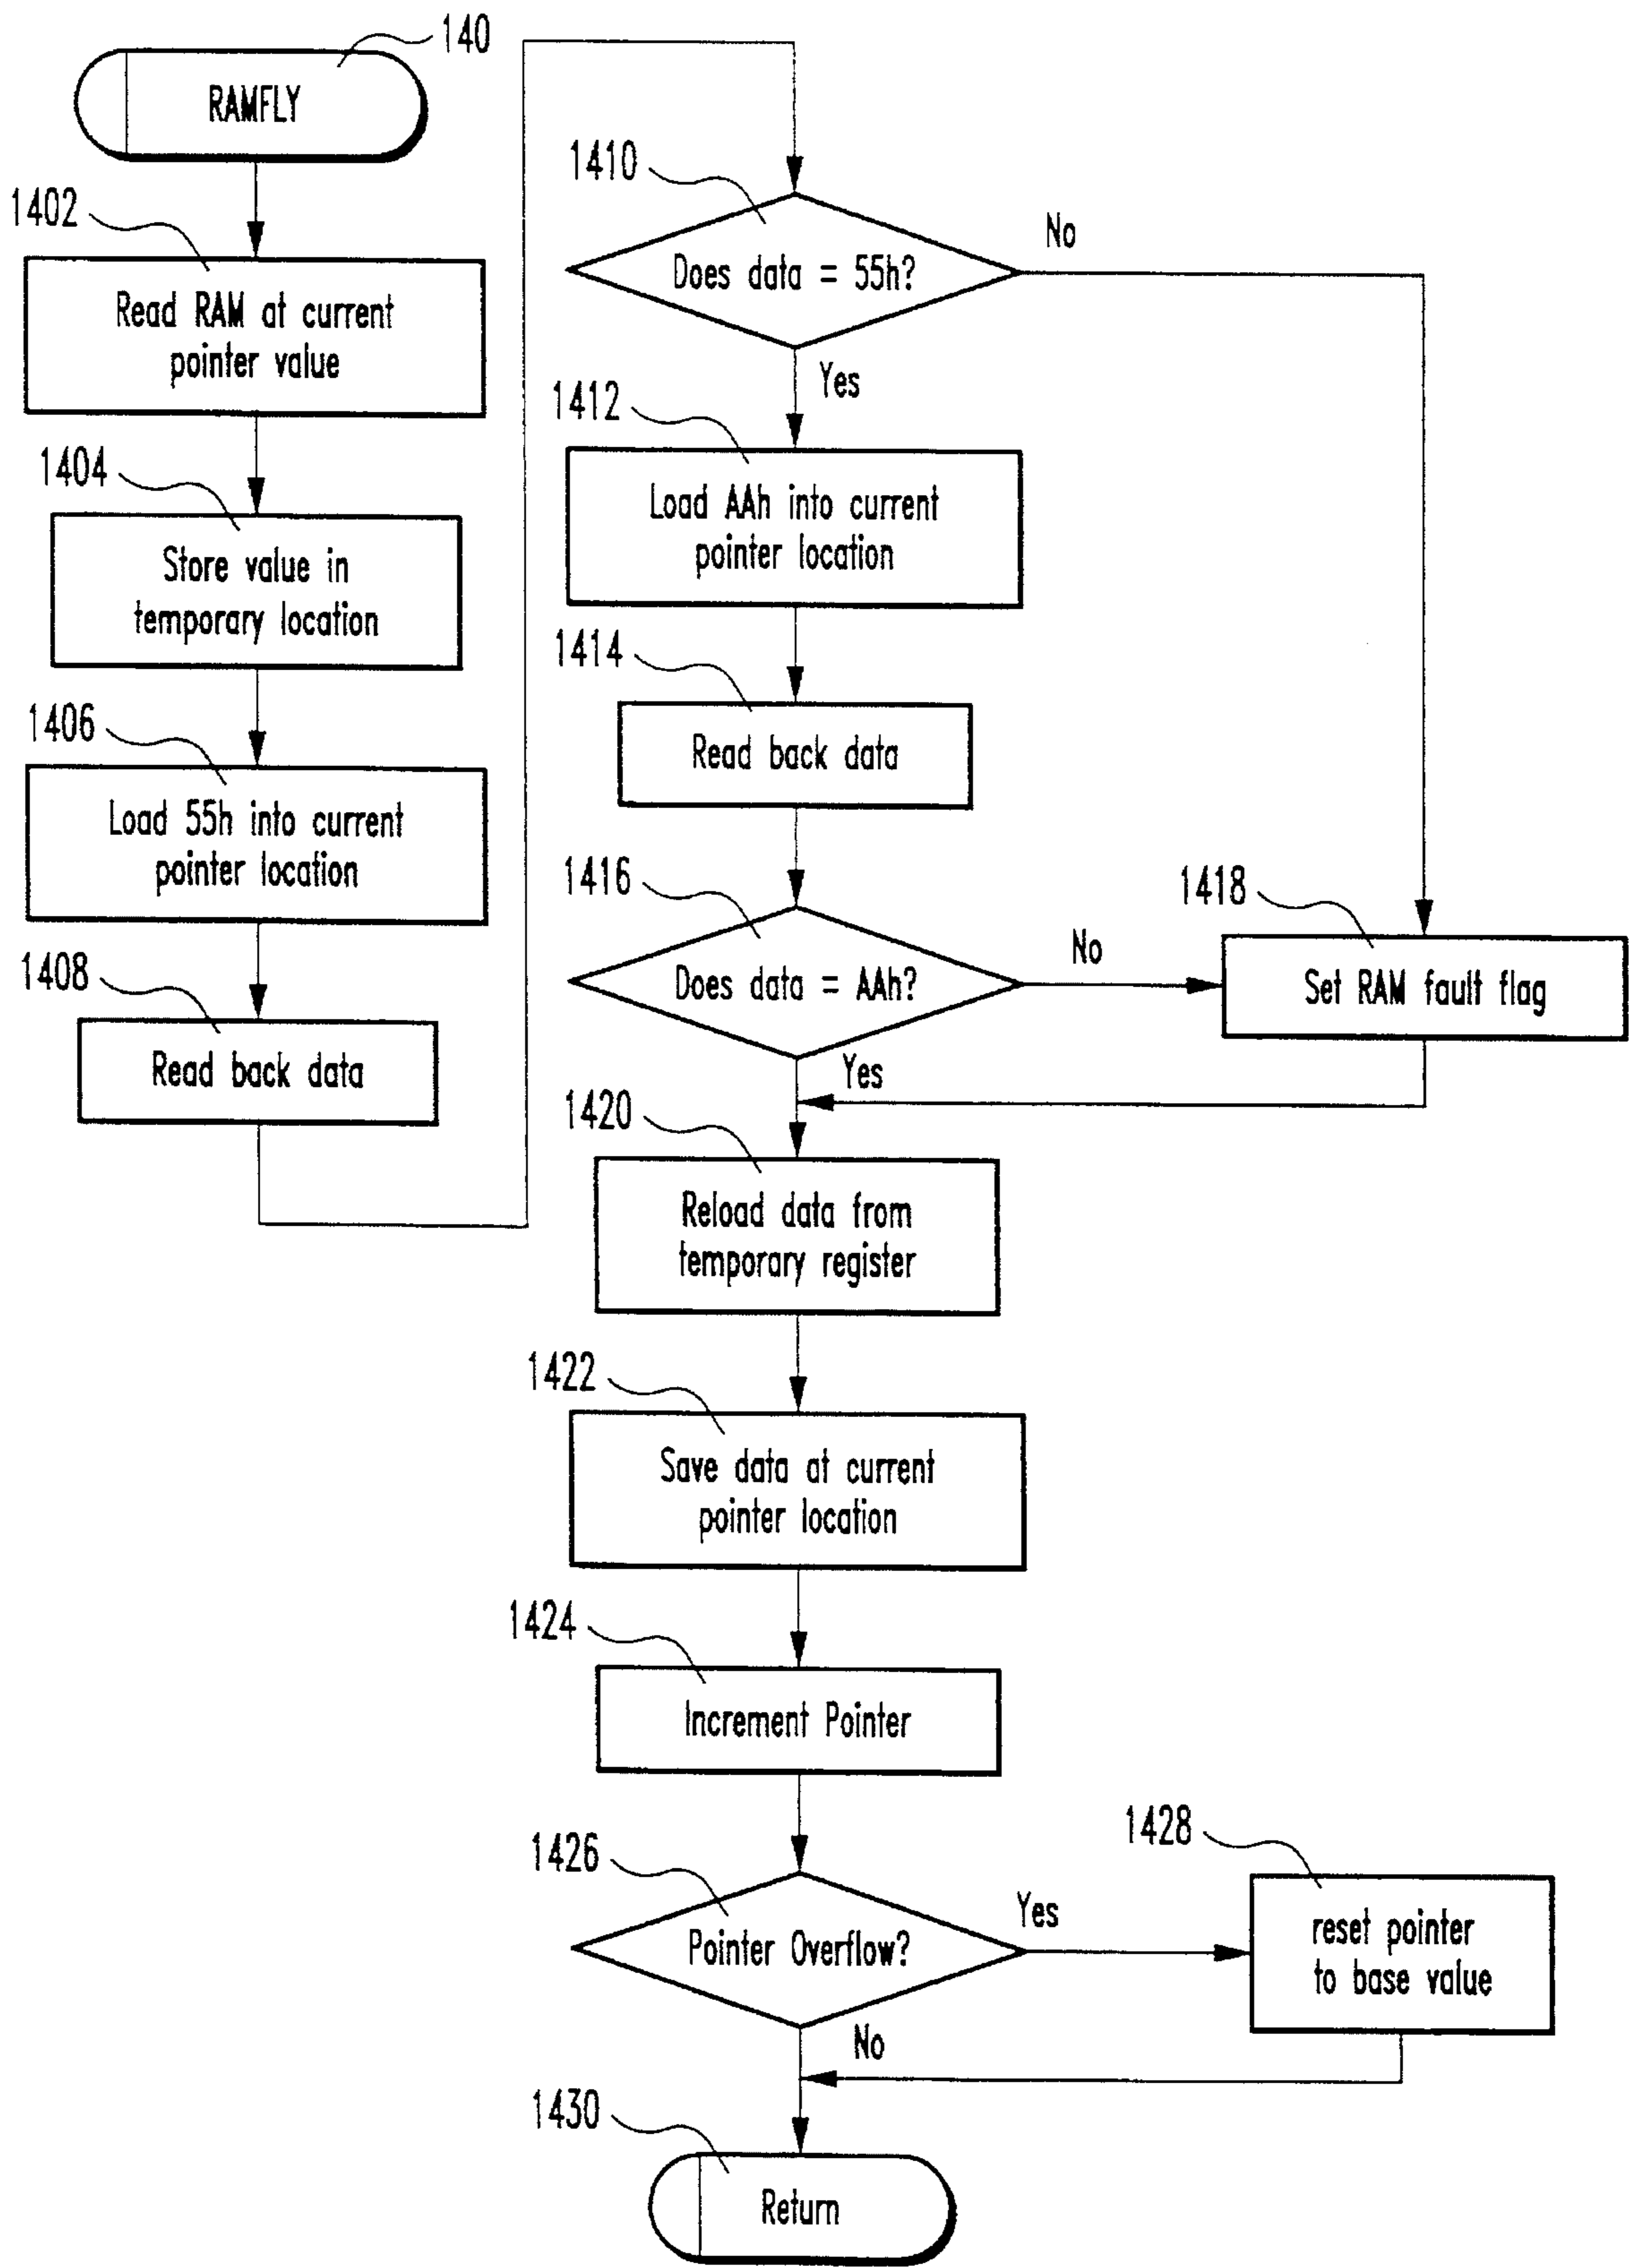 140
RAMFLY
1402
Read RAM at current
pointer value
1404
Store value in
temporary location
1406
Load 55h into current
pointer location
1408
Read back data
1410
Does data = 55h?
No
Yes
1412
Load AAh into current
pointer location
1414
Read back data
1416
Does data = AAh?
No
Yes
1418
Set RAM fault flag
1420
Reload data from
temporary register
1422
Save data at current
pointer location
1424
Increment Pointer
1426
Pointer Overflow?
Yes
No
1428
reset pointer
to base value
1430
Return